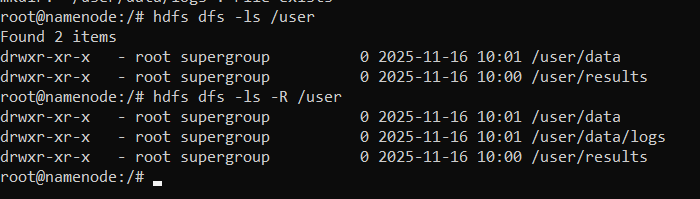 mkdir: `/user/data/logs': File exists
root@namenode:/# hdfs dfs -ls /user
Found 2 items
drwxr-xr-x   - root supergroup          0 2025-11-16 10:01 /user/data
drwxr-xr-x   - root supergroup          0 2025-11-16 10:00 /user/results
root@namenode:/# hdfs dfs -ls -R /user
drwxr-xr-x   - root supergroup          0 2025-11-16 10:01 /user/data
drwxr-xr-x   - root supergroup          0 2025-11-16 10:01 /user/data/logs
drwxr-xr-x   - root supergroup          0 2025-11-16 10:00 /user/results
root@namenode:/#